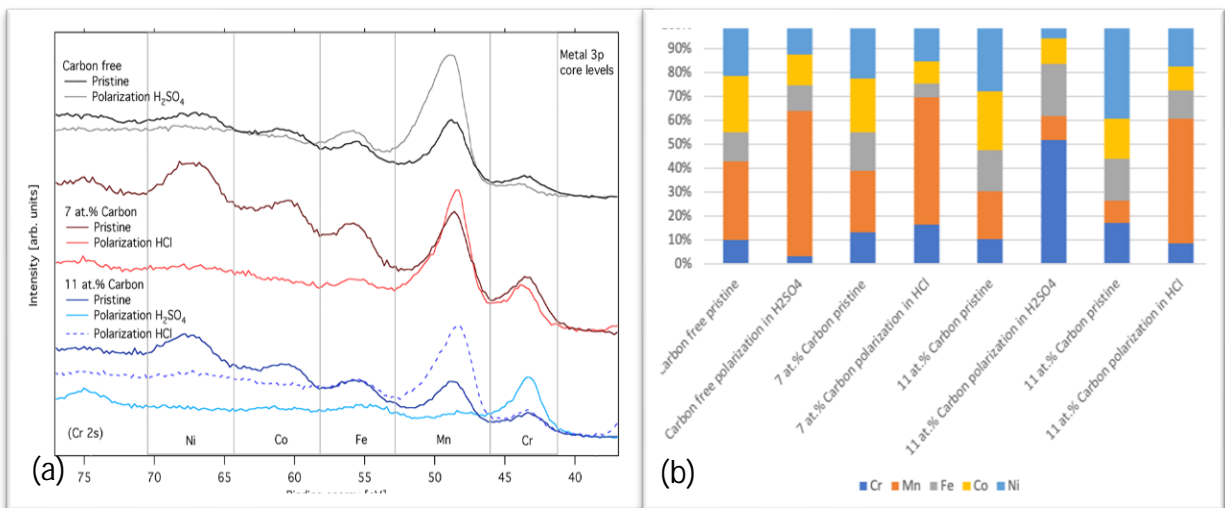 Metal 3p
core levels
Carbon free
Pristine
Polarization H₂SO₄
7 at.% Carbon
Pristine
Polarization HCl
11 at.% Carbon
Pristine
Polarization H₂SO₄
Polarization HCl
Intensity [arb. units]
(Cr 2s)
Ni
Co
Fe
Mn
Cr
75
70
65
60
55
50
45
40
(a)
90%
80%
70%
60%
50%
40%
30%
20%
10%
0%
Carbon free pristine
Carbon free polarization in H2SO4
7 at.% Carbon pristine
7 at.% Carbon polarization in HCl
11 at.% Carbon pristine
11 at.% Carbon polarization in H2SO4
11 at.% Carbon pristine
11 at.% Carbon polarization in HCl
(b)
Cr Mn Fe Co Ni